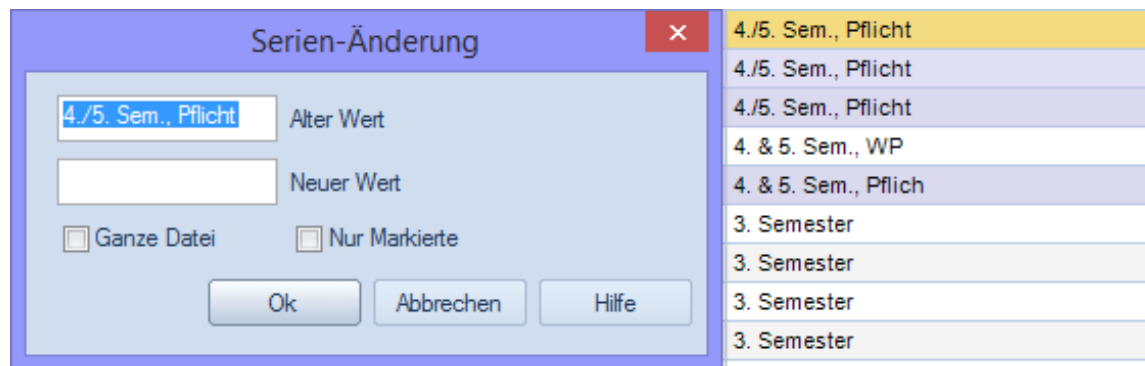 Serien-Änderung
4./5. Sem., Pflicht Alter Wert
Neuer Wert
Ganze Datei Nur Markierte
Ok Abbrechen Hilfe
4./5. Sem., Pflicht
4./5. Sem., Pflicht
4./5. Sem., Pflicht
4. & 5. Sem., WP
4. & 5. Sem., Pflich
3. Semester
3. Semester
3. Semester
3. Semester